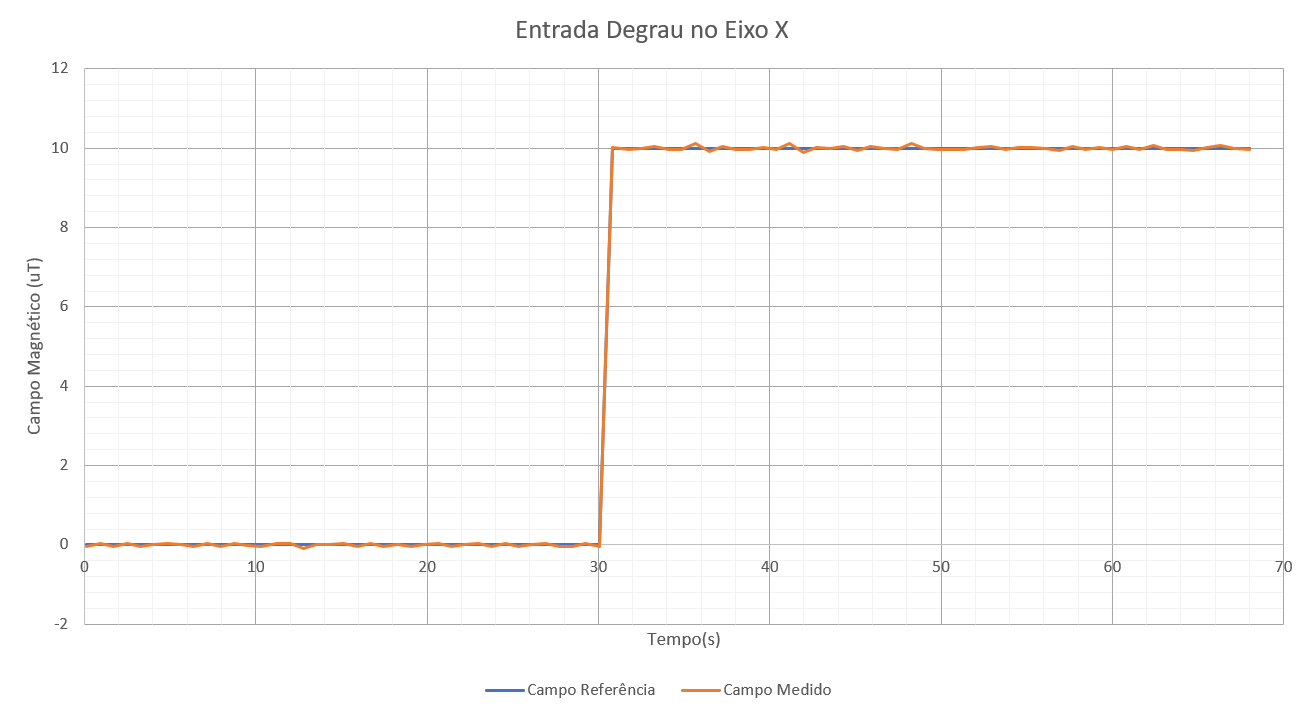 Entrada Degrau no Eixo X
12
10
8
6
4
2
0
-2
Campo Magnético (uT)
0 10 20 30 40 50 60 70
Tempo(s)
Campo Referência Campo Medido